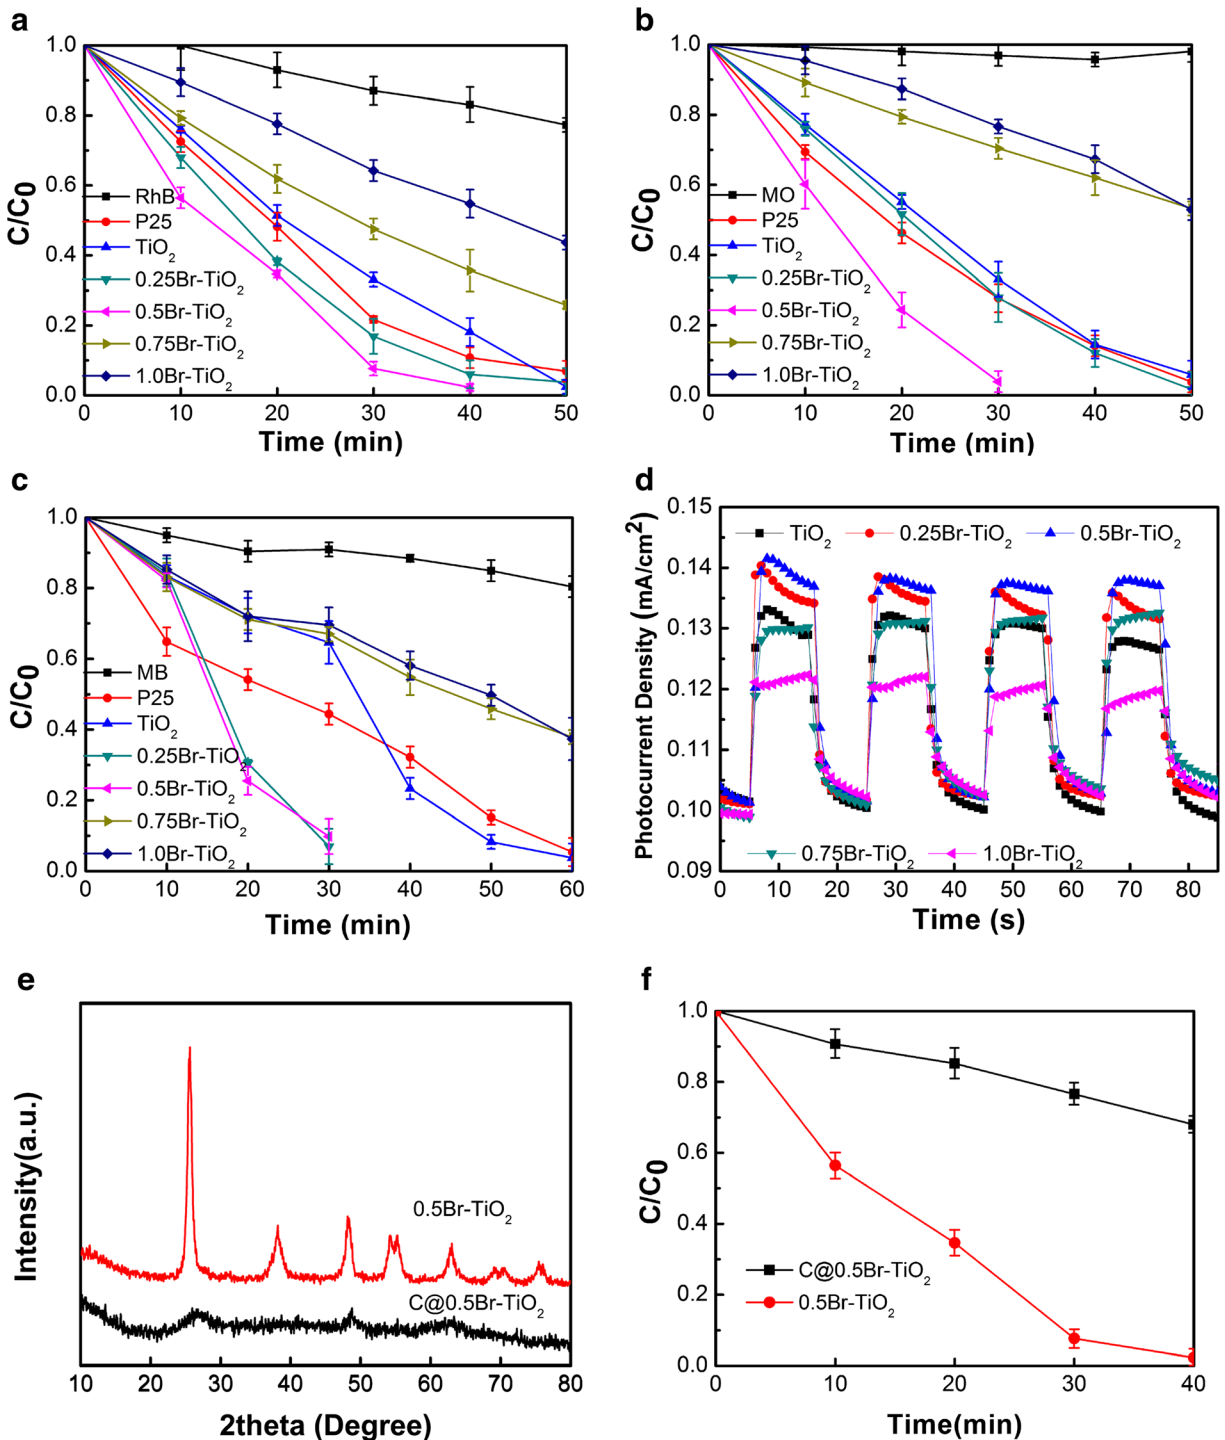 a
1.0
0.8
0.6
0.4
0.2
0.0
C/C0
RhB
P25
TiO2
0.25Br-TiO2
0.5Br-TiO2
0.75Br-TiO2
1.0Br-TiO2
0 10 20 30 40 50
Time (min)
b
1.0
0.8
0.6
0.4
0.2
0.0
C/C0
MO
P25
TiO2
0.25Br-TiO2
0.5Br-TiO2
0.75Br-TiO2
1.0Br-TiO2
0 10 20 30 40 50
Time (min)
c
1.0
0.8
0.6
0.4
0.2
0.0
C/C0
MB
P25
TiO2
0.25Br-TiO2
0.5Br-TiO2
0.75Br-TiO2
1.0Br-TiO2
0 10 20 30 40 50 60
Time (min)
d
0.15
0.14
0.13
0.12
0.11
0.10
0.09
Photocurrent Density (mA/cm2)
TiO2 0.25Br-TiO2 0.5Br-TiO2
0.75Br-TiO2 1.0Br-TiO2
0 10 20 30 40 50 60 70 80
Time (s)
e
Intensity(a.u.)
0.5Br-TiO2
C@0.5Br-TiO2
10 20 30 40 50 60 70 80
2theta (Degree)
f
1.0
0.8
0.6
0.4
0.2
0.0
C/C0
C@0.5Br-TiO2
0.5Br-TiO2
0 10 20 30 40
Time(min)